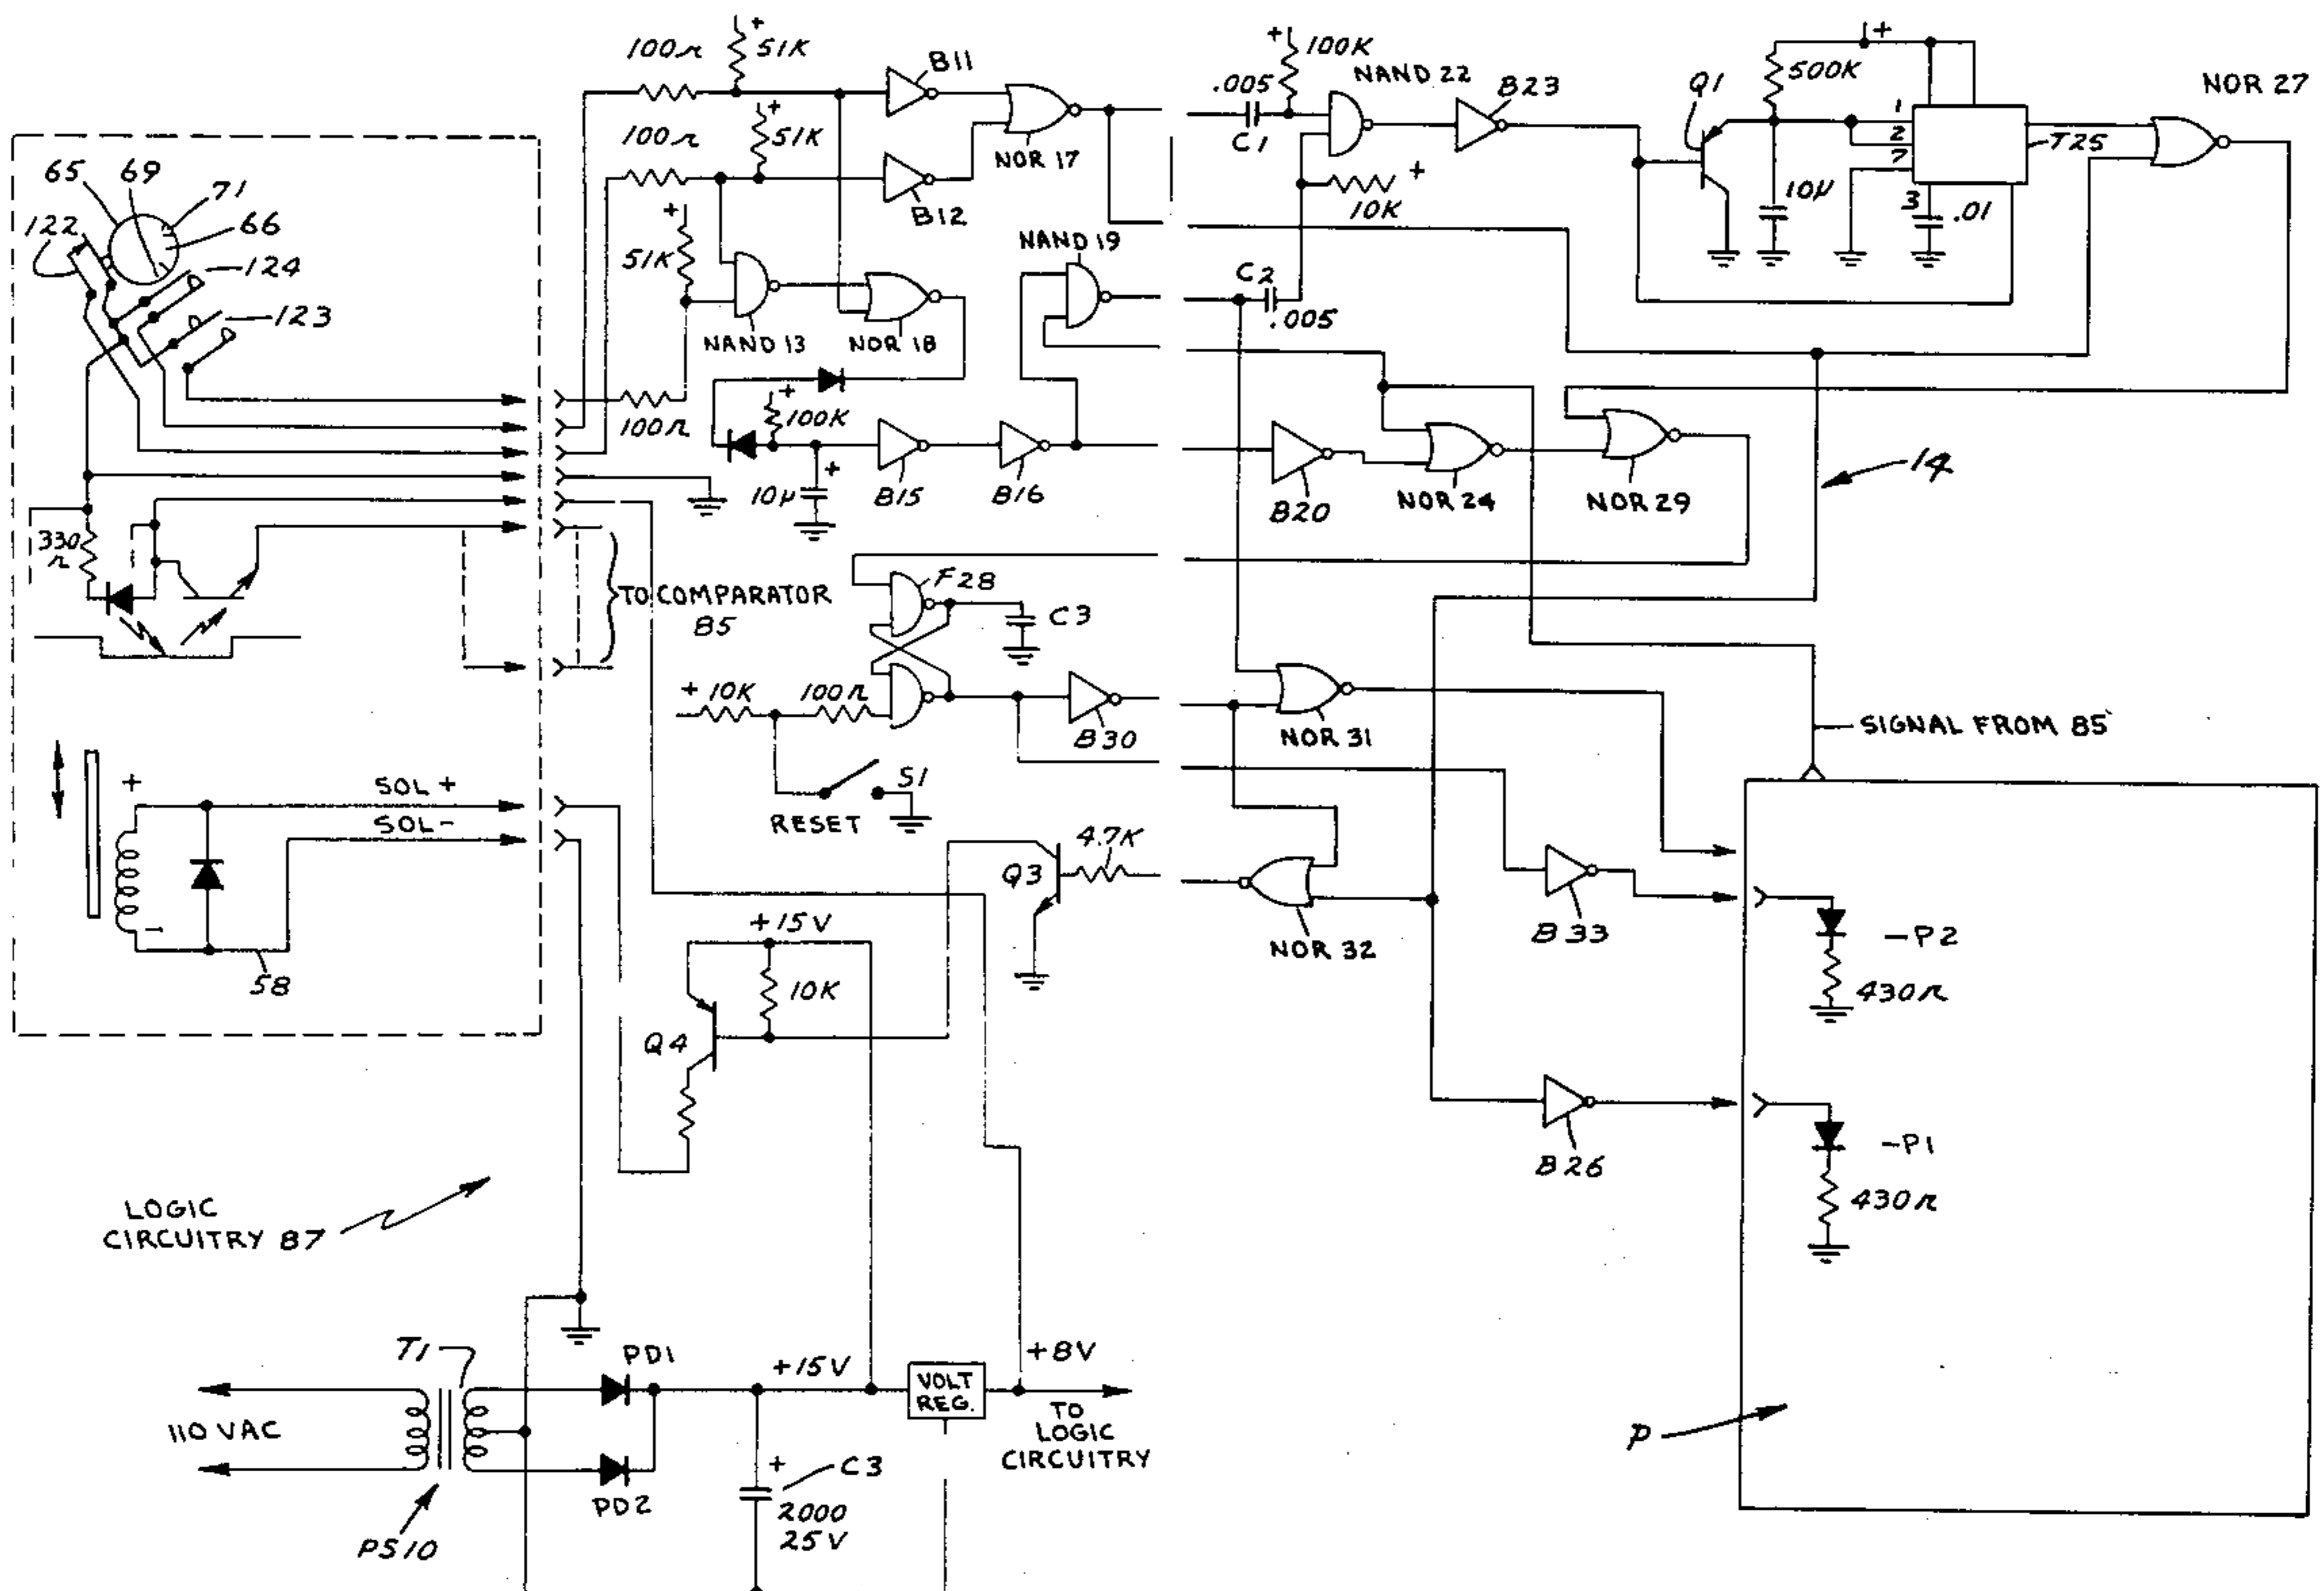 100Ω
+
51K
B11
+
100K
.005
NAND 22
B23
Q1
+
500K
NOR 27
1
2
7
T25
C1
100Ω
+
51K
NOR 17
B12
+
10K
10µ
3
.01
65
69
71
66
122
124
123
+
51K
NAND 19
C2
.005
NAND 13
NOR 18
+
100K
100Ω
10µ
+
B15
B16
B20
NOR 24
NOR 29
14
330
Ω
TO COMPARATOR
85
F28
C3
+ 10K
100Ω
B30
NOR 31
SIGNAL FROM 85
S1
RESET
+
SOL +
SOL -
-
58
Q3
4.7K
NOR 32
B33
-P2
430Ω
+15V
10K
Q4
B26
-P1
430Ω
LOGIC
CIRCUITRY 87
T1
PD1
+15V
+8V
VOLT
REG.
TO
LOGIC
CIRCUITRY
110 VAC
PD2
+
C3
2000
25V
PS10
P